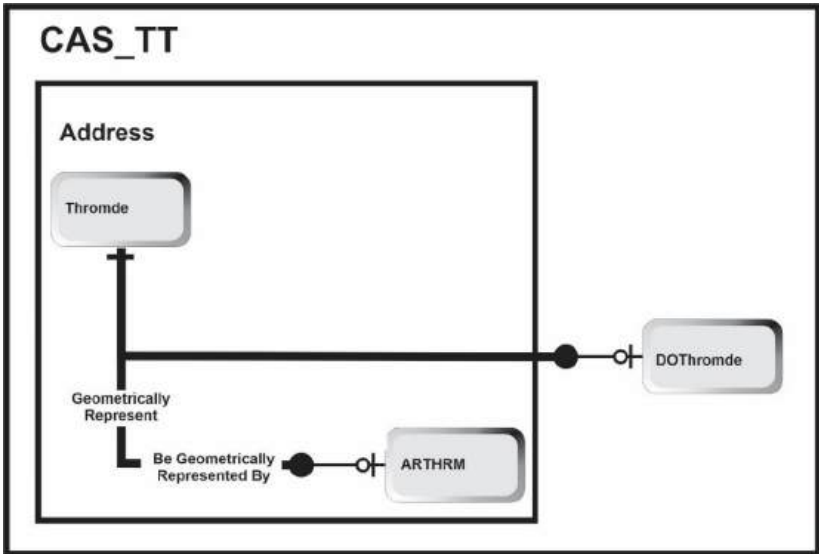 CAS_TT
Address
Thromde
DOThromde
Geometrically
Represent
Be Geometrically
Represented By
ARTHRM